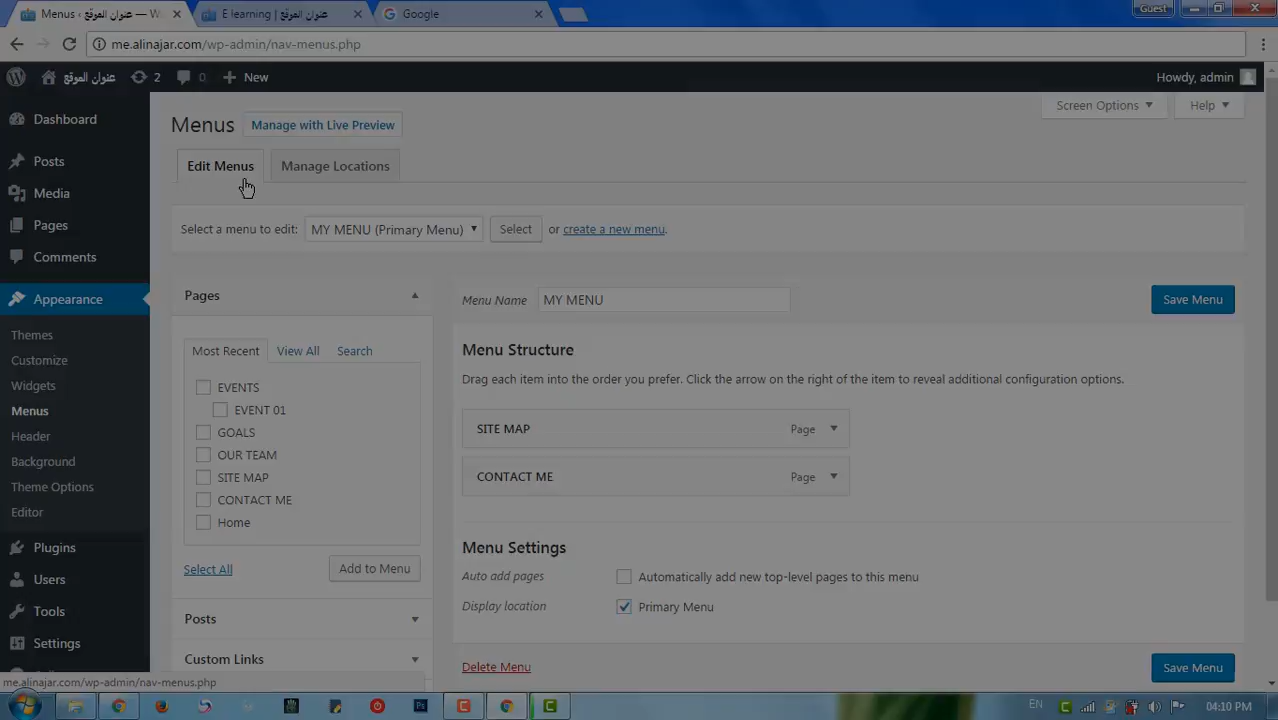 Menus ‹ عنوان الموقع — W
E learning | عنوان الموقع
Google
Guest
me.alinajar.com/wp-admin/nav-menus.php
عنوان الموقع
2
0
New
Howdy, admin
Screen Options
Help
Dashboard
Posts
Media
Pages
Comments
Appearance
Themes
Customize
Widgets
Menus
Header
Background
Theme Options
Editor
Plugins
Users
Tools
Settings
Menus
Manage with Live Preview
Edit Menus
Manage Locations
Select a menu to edit: MY MENU (Primary Menu) Select or create a new menu.
Pages
Most Recent View All Search
EVENTS
EVENT 01
GOALS
OUR TEAM
SITE MAP
CONTACT ME
Home
Select All
Add to Menu
Posts
Custom Links
Menu Name MY MENU
Save Menu
Menu Structure
Drag each item into the order you prefer. Click the arrow on the right of the item to reveal additional configuration options.
SITE MAP Page
CONTACT ME Page
Menu Settings
Auto add pages Automatically add new top-level pages to this menu
Display location Primary Menu
Delete Menu
Save Menu
me.alinajar.com/wp-admin/nav-menus.php
EN
04:10 PM